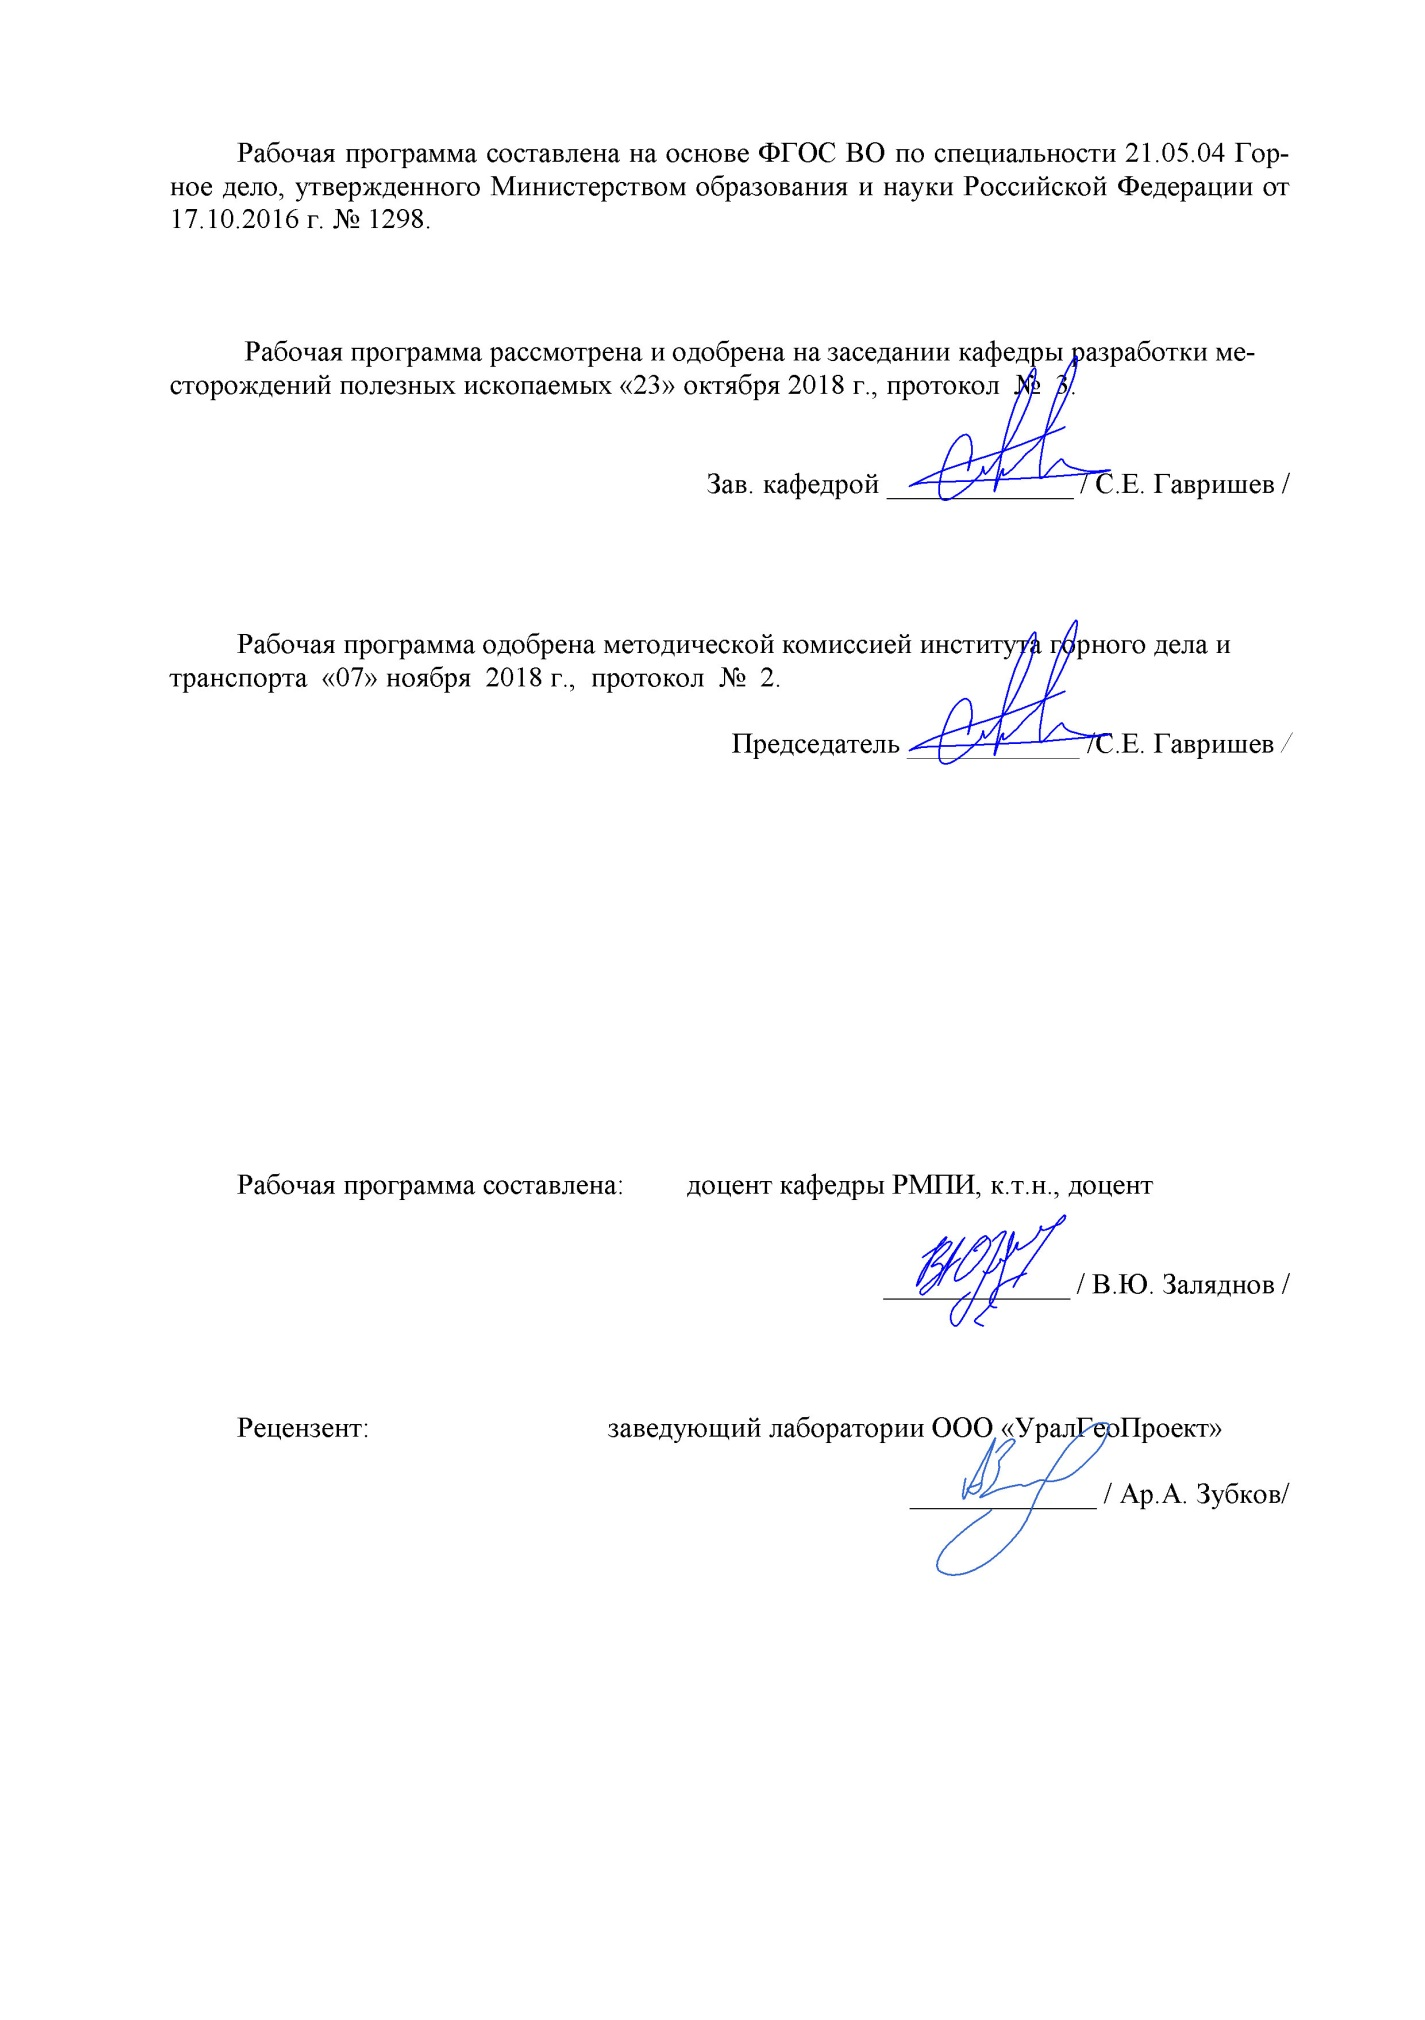 Рабочая программа составлена на основе ФГОС ВО по специальности 21.05.04 Гор-
ное дело, утвержденного Министерством образования и науки Российской Федерации от
17.10.2016 г. № 1298.
Рабочая программа рассмотрена и одобрена на заседании кафедры разработки ме-
сторождений полезных ископаемых «23» октября 2018 г., протокол № 3.
Зав. кафедрой ______________ / С.Е. Гавришев /
Рабочая программа одобрена методической комиссией института горного дела и
транспорта «07» ноября 2018 г., протокол № 2.
Председатель _____________ /С.Е. Гавришев /
Рабочая программа составлена: доцент кафедры РМПИ, к.т.н., доцент
______________ / В.Ю. Заляднов /
Рецензент: заведующий лаборатории ООО «УралГеоПроект»
______________ / Ар.А. Зубков/